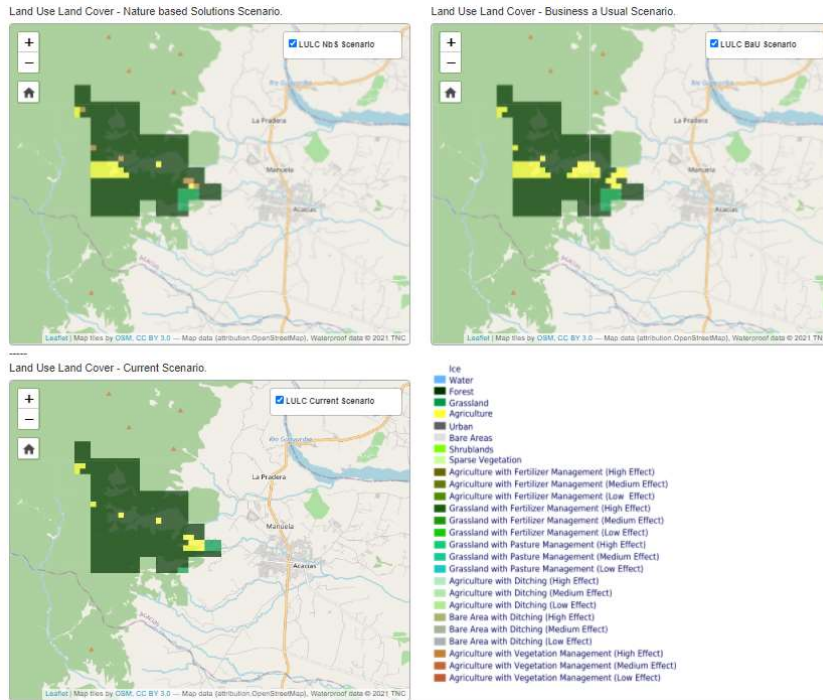 Land Use Land Cover - Nature based Solutions Scenario.
+
−
LULC NbS Scenario
La Pradera
Manuela
Acacias
Leaflet | Map tiles by OSM, CC BY 3.0 — Map data (attribution OpenStreetMap), Waterproof data © 2021 TNC
Land Use Land Cover - Business a Usual Scenario.
+
−
LULC BaU Scenario
La Pradera
Manuela
Acacias
Leaflet | Map tiles by OSM, CC BY 3.0 — Map data (attribution OpenStreetMap), Waterproof data © 2021 TNC
-----
Land Use Land Cover - Current Scenario.
+
−
LULC Current Scenario
La Pradera
Manuela
Acacias
Leaflet | Map tiles by OSM, CC BY 3.0 — Map data (attribution OpenStreetMap), Waterproof data © 2021 TNC
Ice
Water
Forest
Grassland
Agriculture
Urban
Bare Areas
Shrublands
Sparse Vegetation
Agriculture with Fertilizer Management (High Effect)
Agriculture with Fertilizer Management (Medium Effect)
Agriculture with Fertilizer Management (Low Effect)
Grassland with Fertilizer Management (High Effect)
Grassland with Fertilizer Management (Medium Effect)
Grassland with Fertilizer Management (Low Effect)
Grassland with Pasture Management (High Effect)
Grassland with Pasture Management (Medium Effect)
Grassland with Pasture Management (Low Effect)
Agriculture with Ditching (High Effect)
Agriculture with Ditching (Medium Effect)
Agriculture with Ditching (Low Effect)
Bare Area with Ditching (High Effect)
Bare Area with Ditching (Medium Effect)
Bare Area with Ditching (Low Effect)
Agriculture with Vegetation Management (High Effect)
Agriculture with Vegetation Management (Medium Effect)
Agriculture with Vegetation Management (Low Effect)